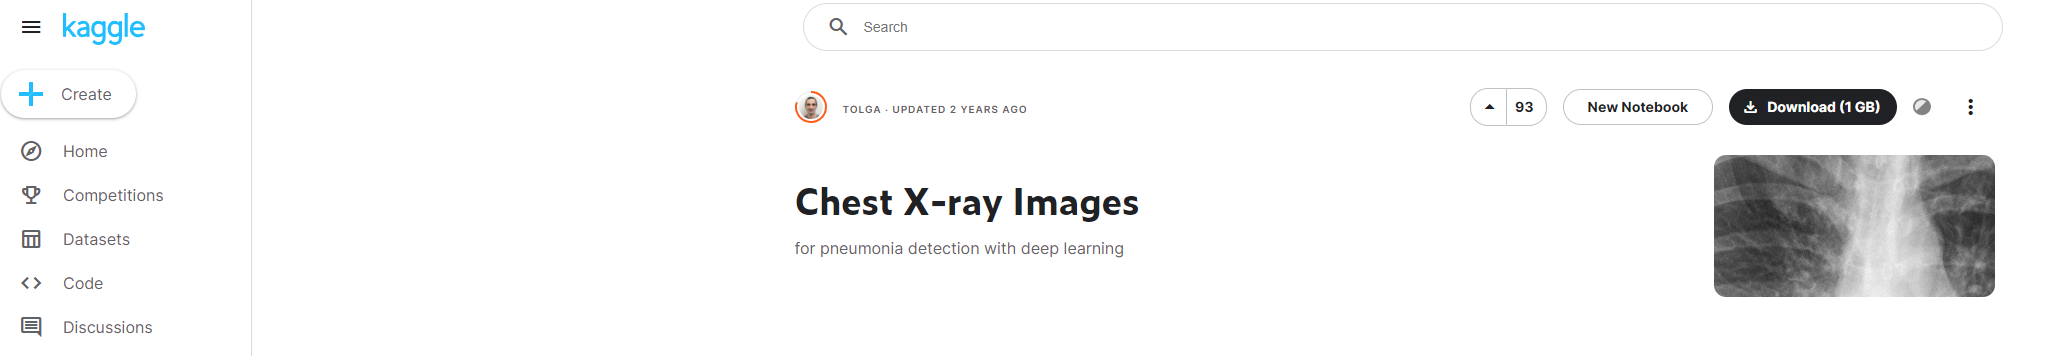 kaggle
Search
Create
TOLGA · UPDATED 2 YEARS AGO
93
New Notebook
Download (1 GB)
Home
Competitions
Datasets
Code
Discussions
Chest X-ray Images
for pneumonia detection with deep learning